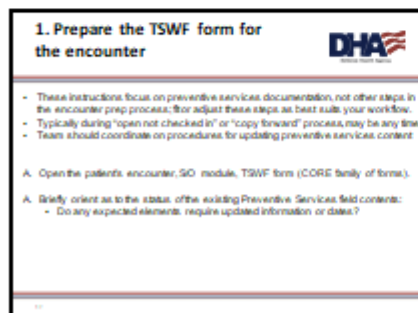 1. Prepare the TSWF form for
the encounter
DHA
Defense Health Agency
- These instructions focus on preventive services documentation, not other steps in
the encounter prep process; fit or adjust these steps as best suits your workflow.
- Typically during "open not checked in" or "copy forward" process, may be any time
- Team should coordinate on procedures for updating preventive services content
A. Open the patient's encounter, S/O module, TSWF form (CORE family of forms).
A. Briefly orient as to the status of the existing Preventive Services field contents:
- Do any expected elements require updated information or dates?